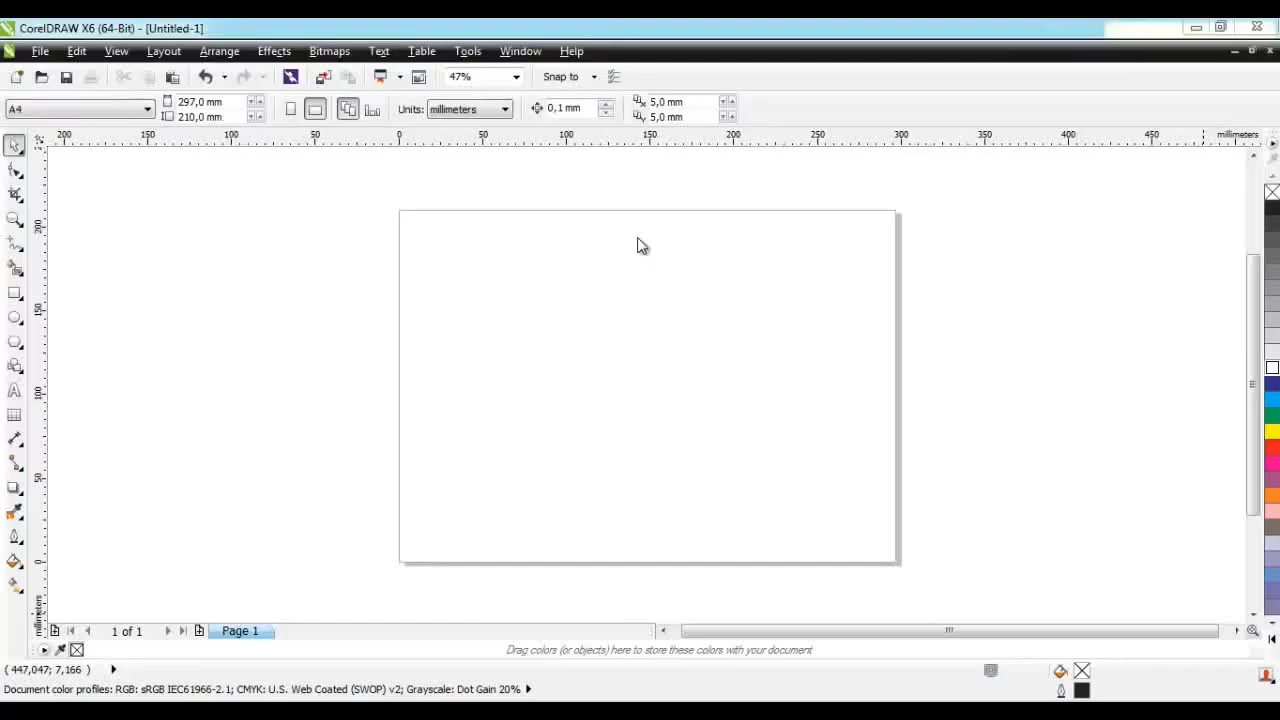 CorelDRAW X6 (64-Bit) - [Untitled-1]
File Edit View Layout Arrange Effects Bitmaps Text Table Tools Window Help
47% Snap to
A4 297,0 mm 210,0 mm Units: millimeters 0,1 mm 5,0 mm 5,0 mm
200 150 100 50 0 50 100 150 200 250 300 350 400 450 millimeters
200
150
100
50
0
millimeters
1 of 1 Page 1
Drag colors (or objects) here to store these colors with your document
( 447,047; 7,166 )
Document color profiles: RGB: sRGB IEC61966-2.1; CMYK: U.S. Web Coated (SWOP) v2; Grayscale: Dot Gain 20%